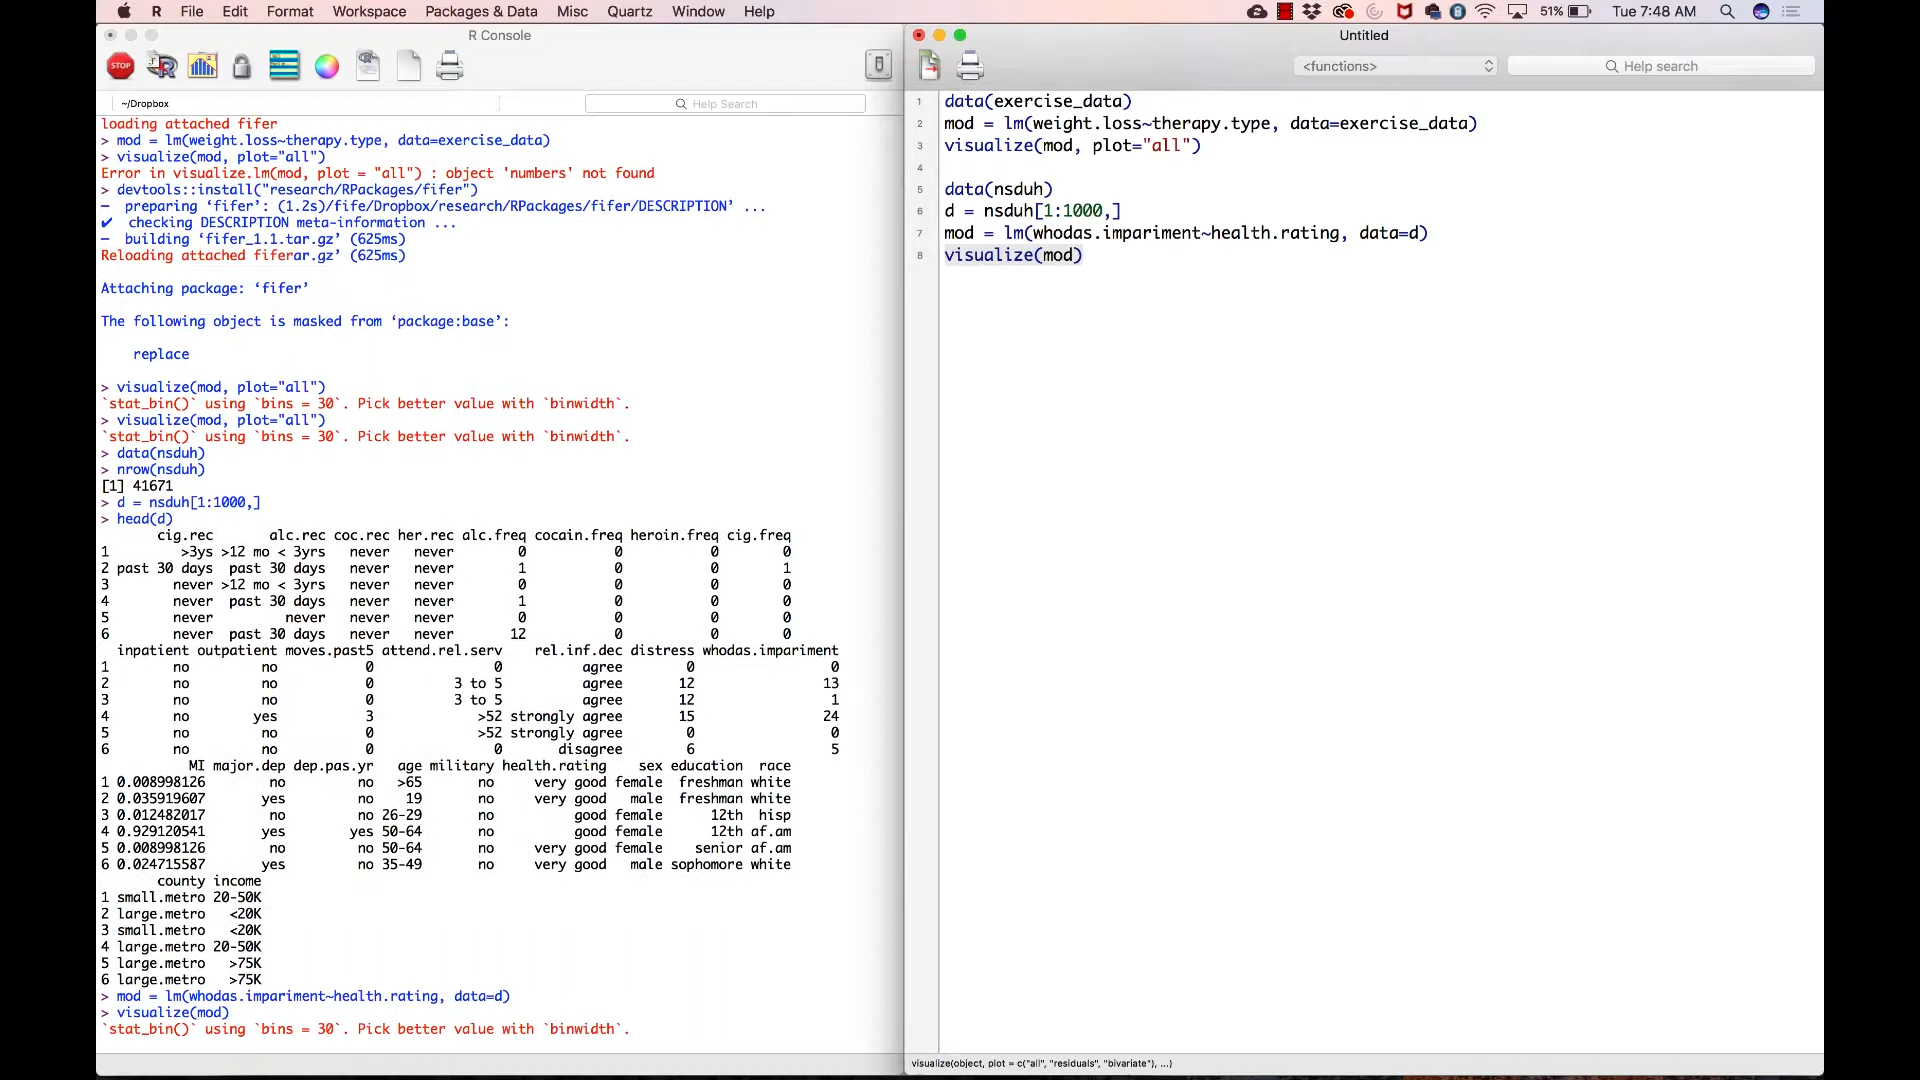 R File Edit Format Workspace Packages & Data Misc Quartz Window Help 51% Tue 7:48 AM
R Console
STOP
~/Dropbox
Help Search
loading attached fifer
> mod = lm(weight.loss~therapy.type, data=exercise_data)
> visualize(mod, plot="all")
Error in visualize.lm(mod, plot = "all") : object 'numbers' not found
> devtools::install("research/RPackages/fifer")
– preparing ‘fifer’: (1.2s)/fife/Dropbox/research/RPackages/fifer/DESCRIPTION’ ...
✔ checking DESCRIPTION meta-information ...
– building ‘fifer_1.1.tar.gz’ (625ms)
Reloading attached fiferar.gz’ (625ms)
Attaching package: ‘fifer’
The following object is masked from ‘package:base’:
replace
> visualize(mod, plot="all")
`stat_bin()` using `bins = 30`. Pick better value with `binwidth`.
> visualize(mod, plot="all")
`stat_bin()` using `bins = 30`. Pick better value with `binwidth`.
> data(nsduh)
> nrow(nsduh)
[1] 41671
> d = nsduh[1:1000,]
> head(d)
cig.rec alc.rec coc.rec her.rec alc.freq cocain.freq heroin.freq cig.freq
1 >3ys >12 mo < 3yrs never never 0 0 0 0
2 past 30 days past 30 days never never 1 0 0 1
3 never >12 mo < 3yrs never never 0 0 0 0
4 never past 30 days never never 1 0 0 0
5 never never never never 0 0 0 0
6 never past 30 days never never 12 0 0 0
inpatient outpatient moves.past5 attend.rel.serv rel.inf.dec distress whodas.impariment
1 no no 0 0 agree 0 0
2 no no 0 3 to 5 agree 12 13
3 no no 0 3 to 5 agree 12 1
4 no yes 3 >52 strongly agree 15 24
5 no no 0 >52 strongly agree 0 0
6 no no 0 0 disagree 6 5
MI major.dep dep.pas.yr age military health.rating sex education race
1 0.008998126 no no >65 no very good female freshman white
2 0.035919607 yes no 19 no very good male freshman white
3 0.012482017 no no 26-29 no good female 12th hisp
4 0.929120541 yes yes 50-64 no good female 12th af.am
5 0.008998126 no no 50-64 no very good female senior af.am
6 0.024715587 yes no 35-49 no very good male sophomore white
county income
1 small.metro 20-50K
2 large.metro <20K
3 small.metro <20K
4 large.metro 20-50K
5 large.metro >75K
6 large.metro >75K
> mod = lm(whodas.impariment~health.rating, data=d)
> visualize(mod)
`stat_bin()` using `bins = 30`. Pick better value with `binwidth`.
Untitled
<functions>
Help search
1 data(exercise_data)
2 mod = lm(weight.loss~therapy.type, data=exercise_data)
3 visualize(mod, plot="all")
4
5 data(nsduh)
6 d = nsduh[1:1000,]
7 mod = lm(whodas.impariment~health.rating, data=d)
8 visualize(mod)
visualize(object, plot = c("all", "residuals", "bivariate"), ...)